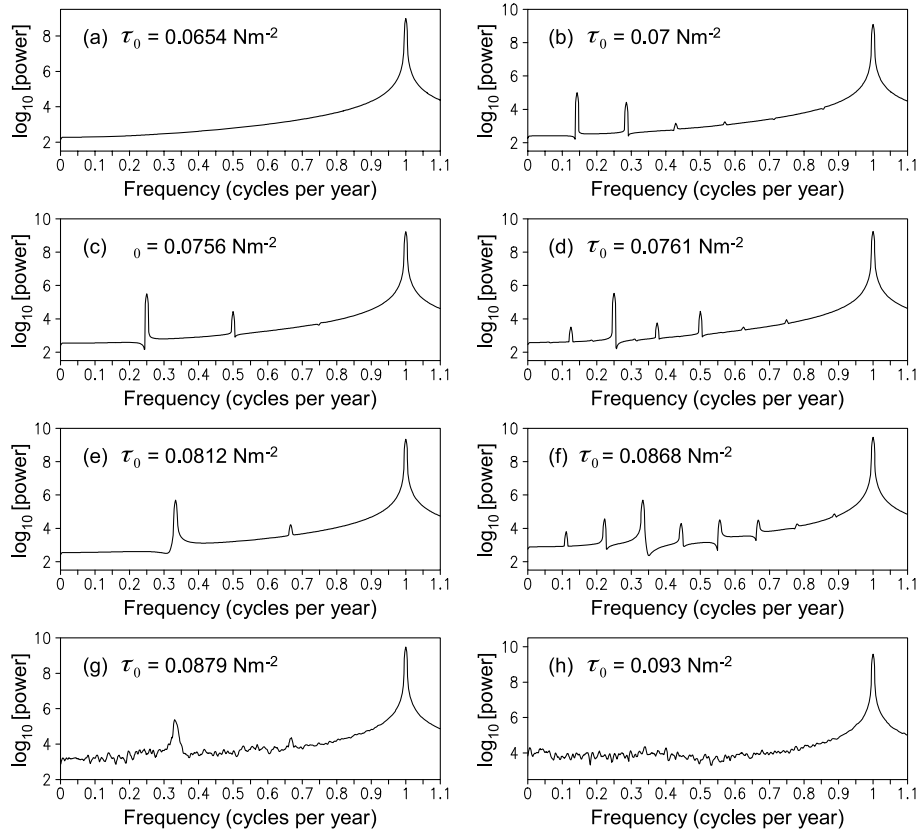 (a) τ0 = 0.0654 Nm-2
log10 [power]
8
6
4
2
0 0.1 0.2 0.3 0.4 0.5 0.6 0.7 0.8 0.9 1 1.1
Frequency (cycles per year)
(b) τ0 = 0.07 Nm-2
log10 [power]
10
8
6
4
2
0 0.1 0.2 0.3 0.4 0.5 0.6 0.7 0.8 0.9 1 1.1
Frequency (cycles per year)
(c) 0 = 0.0756 Nm-2
log10 [power]
10
8
6
4
2
0 0.1 0.2 0.3 0.4 0.5 0.6 0.7 0.8 0.9 1 1.1
Frequency (cycles per year)
(d) τ0 = 0.0761 Nm-2
log10 [power]
10
8
6
4
2
0 0.1 0.2 0.3 0.4 0.5 0.6 0.7 0.8 0.9 1 1.1
Frequency (cycles per year)
(e) τ0 = 0.0812 Nm-2
log10 [power]
10
8
6
4
2
0 0.1 0.2 0.3 0.4 0.5 0.6 0.7 0.8 0.9 1 1.1
Frequency (cycles per year)
(f) τ0 = 0.0868 Nm-2
log10 [power]
10
8
6
4
2
0 0.1 0.2 0.3 0.4 0.5 0.6 0.7 0.8 0.9 1 1.1
Frequency (cycles per year)
(g) τ0 = 0.0879 Nm-2
log10 [power]
10
8
6
4
2
0 0.1 0.2 0.3 0.4 0.5 0.6 0.7 0.8 0.9 1 1.1
Frequency (cycles per year)
(h) τ0 = 0.093 Nm-2
log10 [power]
10
8
6
4
0 0.1 0.2 0.3 0.4 0.5 0.6 0.7 0.8 0.9 1 1.1
Frequency (cycles per year)